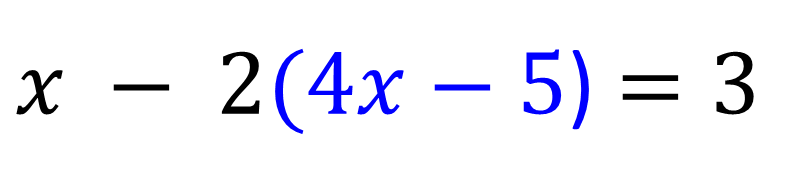 x − 2(4x − 5) = 3